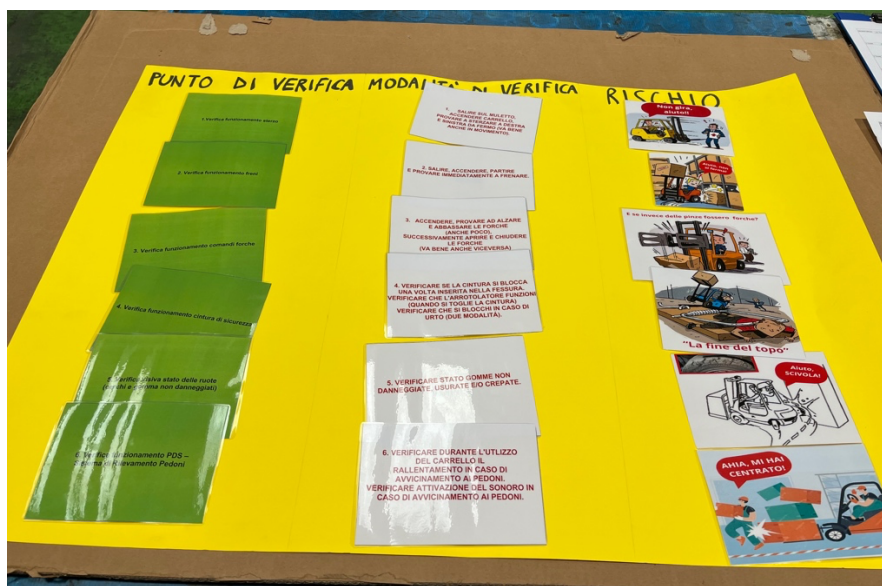 PUNTO DI VERIFICA
MODALITÀ DI VERIFICA
RISCHIO
1. Verifica funzionamento sterzo
2. Verifica funzionamento freni
3. Verifica funzionamento comandi forche
4. Verifica funzionamento cintura di sicurezza
5. Verifica visiva stato delle ruote
(cerchi e gomma non danneggiali)
6. Verifica funzionamento PDS –
Sistema di Rilevamento Pedoni
1. SALIRE SUL MULETTO,
ACCENDERE CARRELLO,
PROVARE A STERZARE A DESTRA
E SINISTRA DA FERMO (VA BENE
ANCHE IN MOVIMENTO).
2. SALIRE, ACCENDERE, PARTIRE
E PROVARE IMMEDIATAMENTE A FRENARE.
3. ACCENDERE, PROVARE AD ALZARE
E ABBASSARE LE FORCHE
(ANCHE POCO),
SUCCESSIVAMENTE APRIRE E CHIUDERE
LE FORCHE
(VA BENE ANCHE VICEVERSA)
4. VERIFICARE SE LA CINTURA SI BLOCCA
UNA VOLTA INSERITA NELLA FESSURA.
VERIFICARE CHE L'ARROTOLATORE FUNZIONI
(QUANDO SI TOGLIE LA CINTURA)
VERIFICARE CHE SI BLOCCHI IN CASO DI
URTO (DUE MODALITÀ).
5. VERIFICARE STATO GOMME NON
DANNEGGIATE, USURATE E/O CREPATE.
6. VERIFICARE DURANTE L'UTILIZZO
DEL CARRELLO IL
RALLENTAMENTO IN CASO DI
AVVICINAMENTO AI PEDONI.
VERIFICARE ATTIVAZIONE DEL SONORO IN
CASO DI AVVICINAMENTO AI PEDONI.
Non gira,
aiuto!!
E se invece delle pinze fossero forche?
"La fine del topo"
Aiuto,
SCIVOLA!
AHIA, MI HAI
CENTRATO!